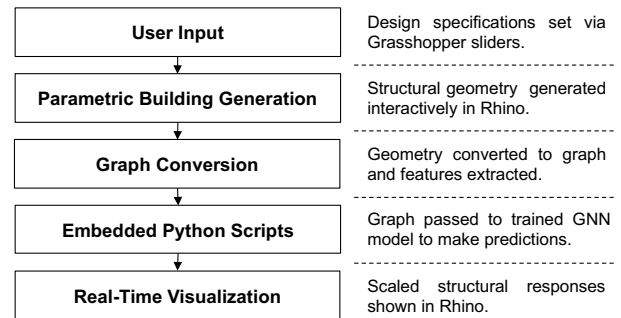 User Input
Design specifications set via
Grasshopper sliders.
Parametric Building Generation
Structural geometry generated
interactively in Rhino.
Graph Conversion
Geometry converted to graph
and features extracted.
Embedded Python Scripts
Graph passed to trained GNN
model to make predictions.
Real-Time Visualization
Scaled structural responses
shown in Rhino.